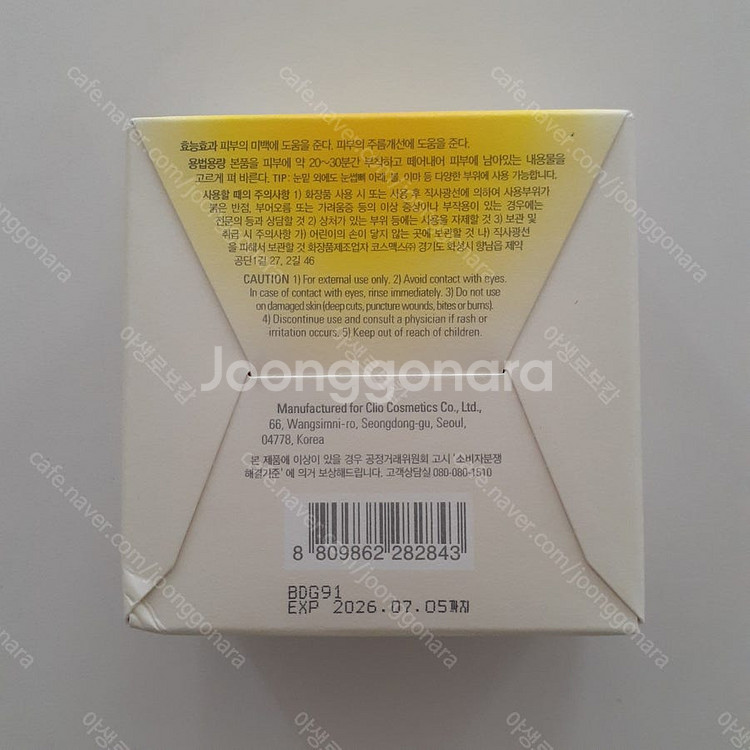 효능효과 피부의 미백에 도움을 준다. 피부의 주름개선에 도움을 준다.
용법용량 본품을 피부에 약 20~30분간 부착하고 떼어내어 피부에 남아있는 내용물을
고르게 펴 바른다. TIP: 눈밑 외에도 눈썹뼈 아래, 볼, 이마 등 다양한 부위에 사용 가능합니다.
사용할 때의 주의사항 1) 화장품 사용 시 또는 사용 후 직사광선에 의하여 사용부위가
붉은 반점, 부어오름 또는 가려움증 등의 이상 증상이나 부작용이 있는 경우에는
전문의 등과 상담할 것 2) 상처가 있는 부위 등에는 사용을 자제할 것 3) 보관 및
취급 시 주의사항 가) 어린이의 손이 닿지 않는 곳에 보관할 것 나) 직사광선
을 피해서 보관할 것 화장품제조업자 코스맥스㈜ 경기도 화성시 향남읍 제약
공단1길 27, 2길 46
CAUTION 1) For external use only. 2) Avoid contact with eyes.
In case of contact with eyes, rinse immediately. 3) Do not use
on damaged skin (deep cuts, puncture wounds, bites or burns).
4) Discontinue use and consult a physician if rash or
irritation occurs. 5) Keep out of reach of children.
Joonggonara
Manufactured for Clio Cosmetics Co., Ltd.,
66, Wangsimni-ro, Seongdong-gu, Seoul,
04778, Korea
본 제품에 이상이 있을 경우 공정거래위원회 고시 '소비자분쟁
해결기준'에 의거 보상해드립니다. 고객상담실 080-080-1510
8 809862 282843
BDG91
EXP 2026.07.05까지
cafe.naver.com/joonggonara
야생로보캅